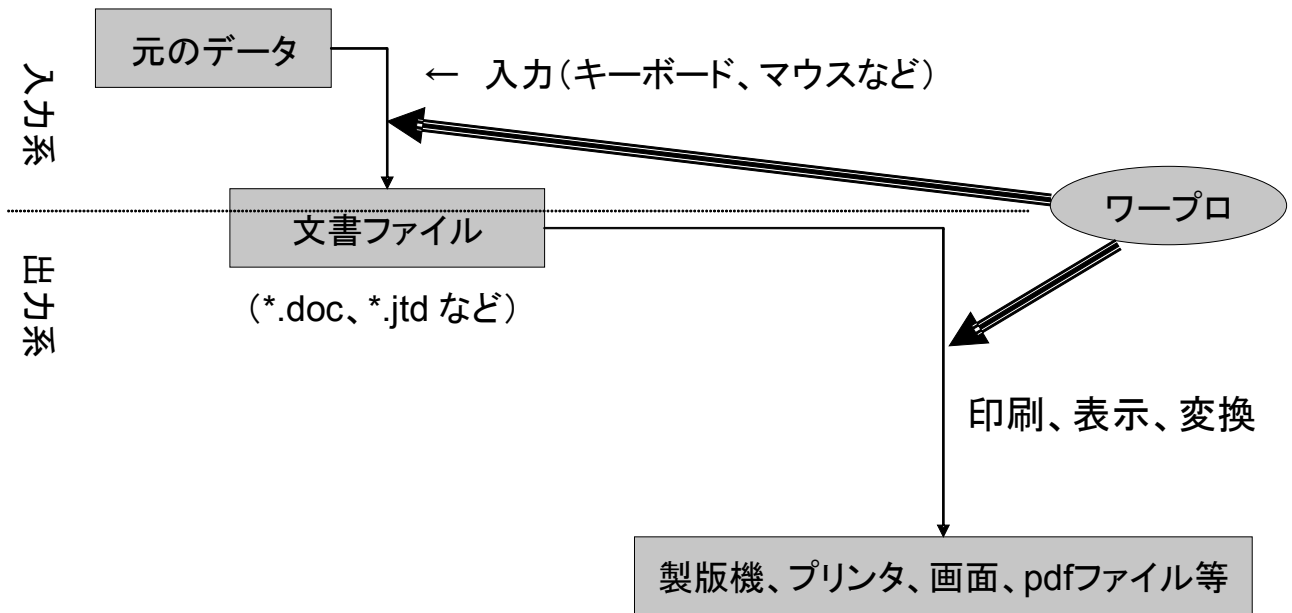 元のデータ
← 入力（キーボード、マウスなど）
入力系
ワープロ
文書ファイル
出力系
（*.doc、*.jtd など）
印刷、表示、変換
製版機、プリンタ、画面、pdfファイル等